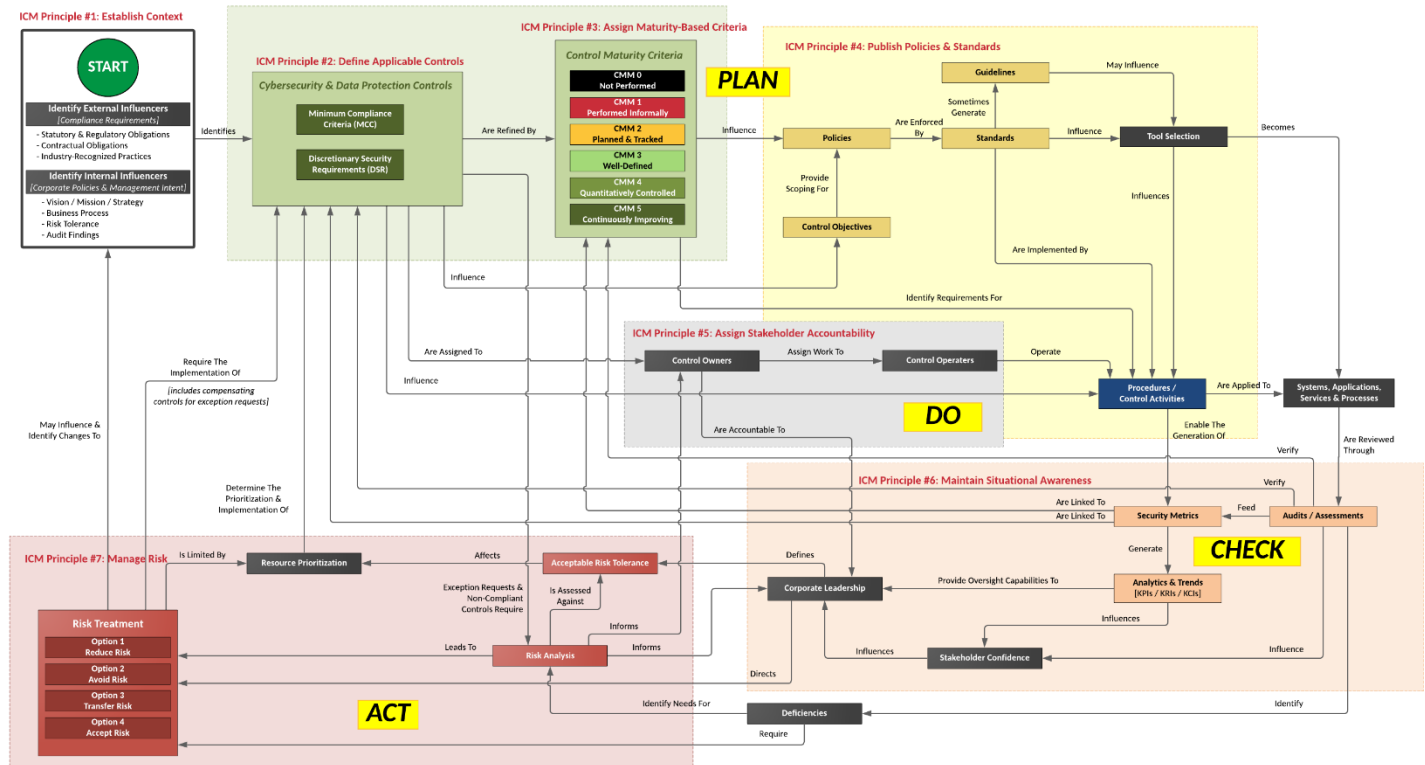 ICM Principle #1: Establish Context
START
Identify External Influencers
[Compliance Requirements]
- Statutory & Regulatory Obligations
- Contractual Obligations
- Industry-Recognized Practices
Identify Internal Influencers
[Corporate Policies & Management Intent]
- Vision / Mission / Strategy
- Business Process
- Risk Tolerance
- Audit Findings
Identifies
ICM Principle #2: Define Applicable Controls
Cybersecurity & Data Protection Controls
Minimum Compliance
Criteria (MCC)
Discretionary Security
Requirements (DSR)
Are Refined By
ICM Principle #3: Assign Maturity-Based Criteria
Control Maturity Criteria
CMM 0
Not Performed
CMM 1
Performed Informally
CMM 2
Planned & Tracked
CMM 3
Well-Defined
CMM 4
Quantitatively Controlled
CMM 5
Continuously Improving
PLAN
Influence
ICM Principle #4: Publish Policies & Standards
Guidelines
May Influence
Sometimes
Generate
Policies
Are Enforced
By
Standards
Influence
Tool Selection
Becomes
Provide
Scoping For
Influences
Control Objectives
Are Implemented By
Influence
Identify Requirements For
ICM Principle #5: Assign Stakeholder Accountability
Are Assigned To
Control Owners
Assign Work To
Control Operaters
Operate
Influence
Procedures /
Control Activities
Are Applied To
Systems, Applications,
Services & Processes
DO
Are Accountable To
Enable The
Generation Of
Are Reviewed
Through
Require The
Implementation Of
[includes compensating
controls for exception requests]
May Influence &
Identify Changes To
Determine The
Prioritization &
Implementation Of
Verify
ICM Principle #6: Maintain Situational Awareness
Verify
Are Linked To
Are Linked To
Security Metrics
Feed
Audits / Assessments
CHECK
Generate
Defines
Corporate Leadership
Provide Oversight Capabilities To
Analytics & Trends
[KPIs / KRIs / KCIs]
Influences
Influences
Stakeholder Confidence
Influence
ICM Principle #7: Manage Risk
Is Limited By
Resource Prioritization
Affects
Acceptable Risk Tolerance
Exception Requests &
Non-Compliant
Controls Require
Is Assessed
Against
Informs
Risk Treatment
Option 1
Reduce Risk
Option 2
Avoid Risk
Option 3
Transfer Risk
Option 4
Accept Risk
Leads To
Risk Analysis
Informs
Directs
ACT
Identify Needs For
Deficiencies
Identify
Require